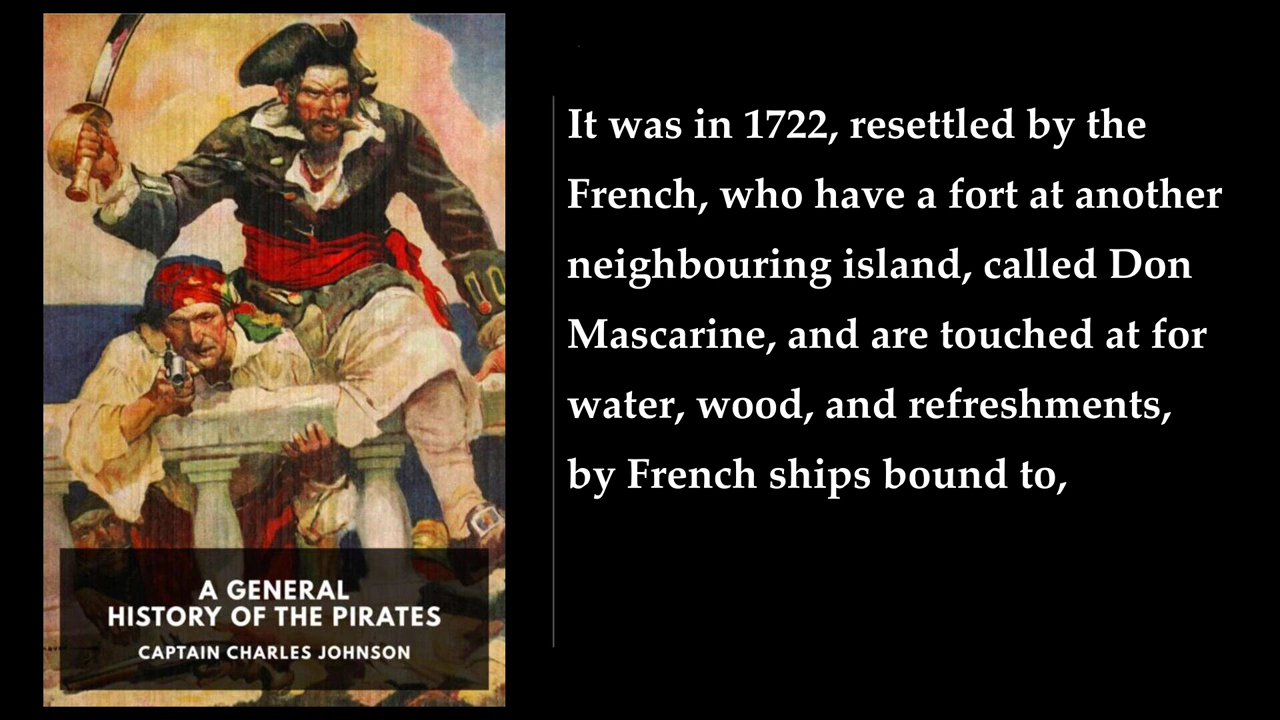 It was in 1722, resettled by the
French, who have a fort at another
neighbouring island, called Don
Mascarine, and are touched at for
water, wood, and refreshments,
by French ships bound to,
A GENERAL
HISTORY OF THE PIRATES
CAPTAIN CHARLES JOHNSON